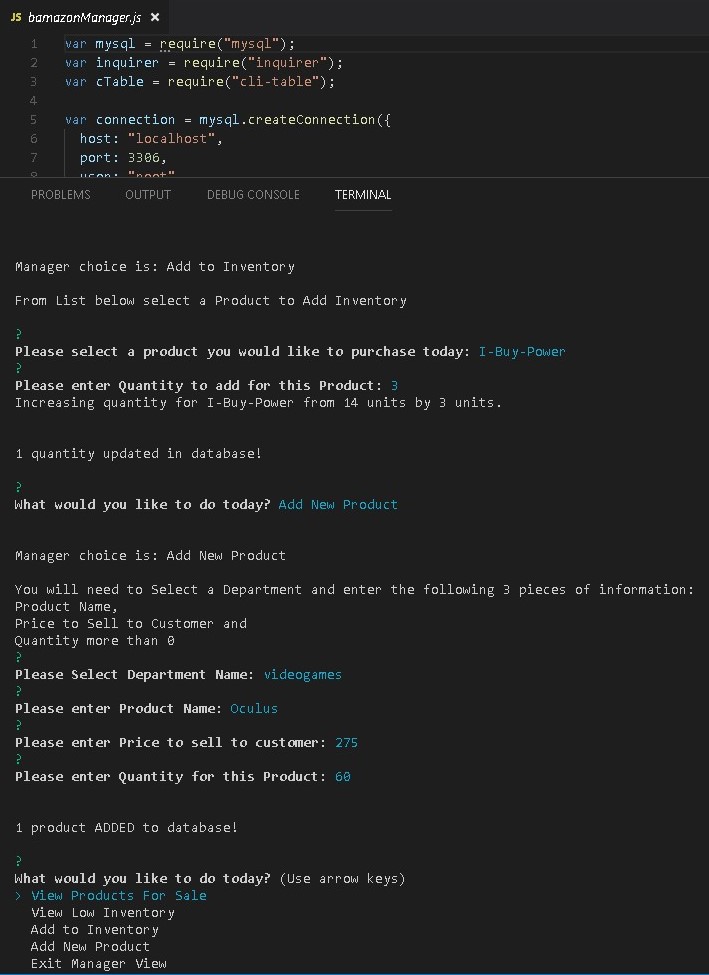 JS bamazonManager.js ×
1 var mysql = require("mysql");
2 var inquirer = require("inquirer");
3 var cTable = require("cli-table");
4
5 var connection = mysql.createConnection({
6 host: "localhost",
7 port: 3306,
8 user: "root"
PROBLEMS OUTPUT DEBUG CONSOLE TERMINAL
Manager choice is: Add to Inventory
From List below select a Product to Add Inventory
?
Please select a product you would like to purchase today: I-Buy-Power
?
Please enter Quantity to add for this Product: 3
Increasing quantity for I-Buy-Power from 14 units by 3 units.
1 quantity updated in database!
?
What would you like to do today? Add New Product
Manager choice is: Add New Product
You will need to Select a Department and enter the following 3 pieces of information:
Product Name,
Price to Sell to Customer and
Quantity more than 0
?
Please Select Department Name: videogames
?
Please enter Product Name: Oculus
?
Please enter Price to sell to customer: 275
?
Please enter Quantity for this Product: 60
1 product ADDED to database!
?
What would you like to do today? (Use arrow keys)
> View Products For Sale
View Low Inventory
Add to Inventory
Add New Product
Exit Manager View